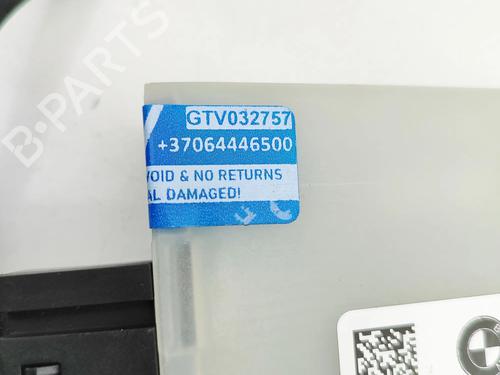 B-PARTS
GTV032757
+37064446500
VOID & NO RETURNS
AL DAMAGED!